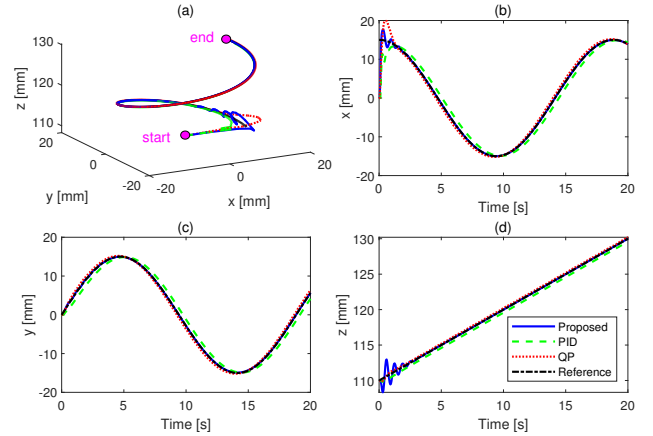 (a)
130
120
110
z [mm]
20
0
-20
y [mm]
-20
0
20
x [mm]
end
start
(b)
20
10
0
-10
-20
x [mm]
0
5
10
15
20
Time [s]
(c)
20
10
0
-10
-20
y [mm]
0
5
10
15
20
Time [s]
(d)
130
125
120
115
110
z [mm]
0
5
10
15
20
Time [s]
Proposed
PID
QP
Reference